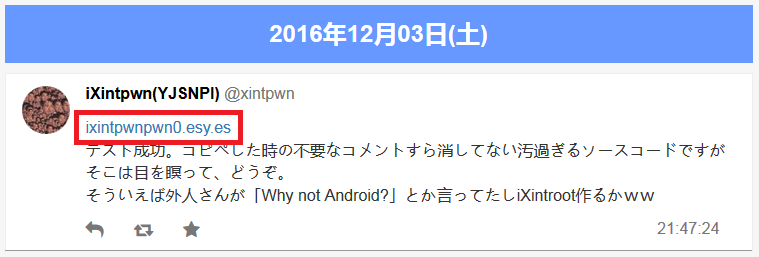 2016年12月03日(土)
iXintpwn(YJSNPI) @xintpwn
ixintpwnpwn0.esy.es
テスト成功。コピペした時の不要なコメントすら消してない汚過ぎるソースコードですが
そこは目を瞑って、どうぞ。
そういえば外人さんが「Why not Android?」とか言ってたしiXintroot作るかｗｗ
21:47:24